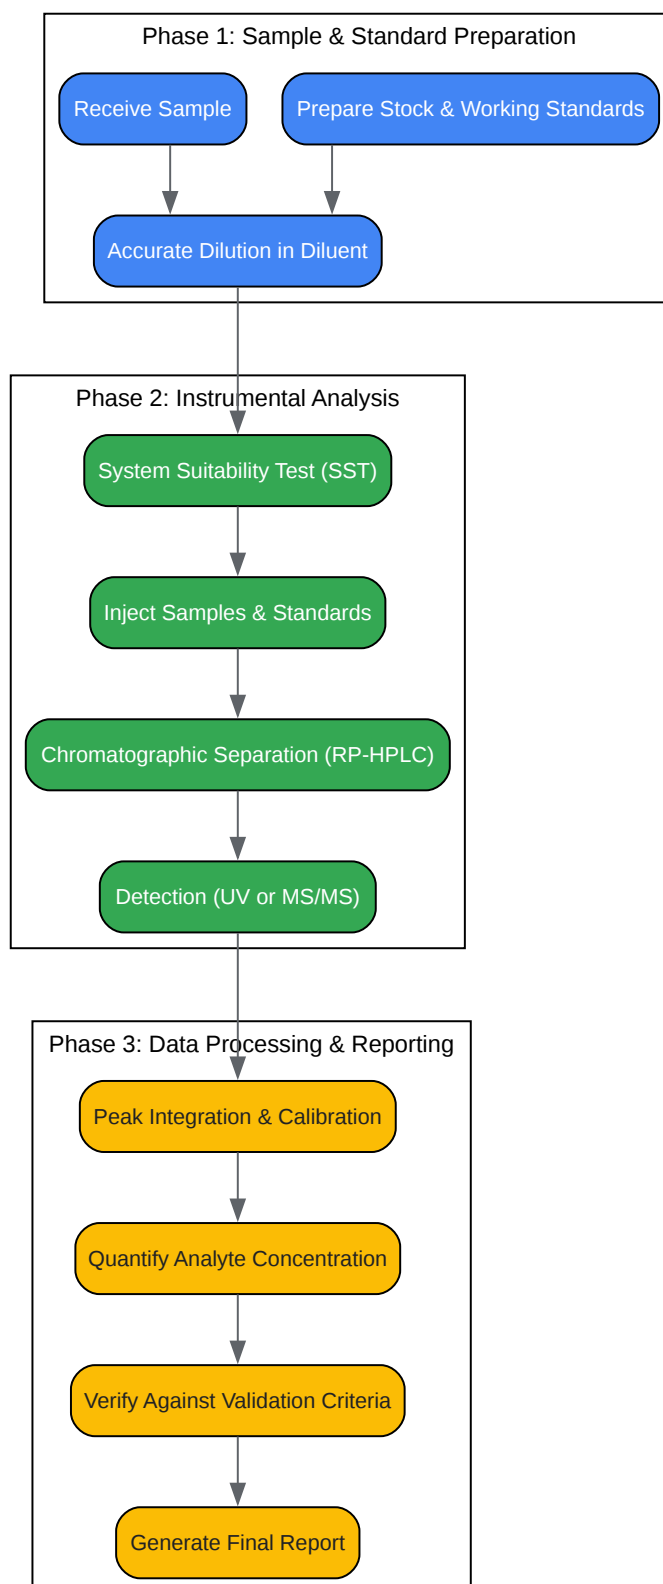 Phase 1: Sample & Standard Preparation
Receive Sample
Prepare Stock & Working Standards
Accurate Dilution in Diluent
Phase 2: Instrumental Analysis
System Suitability Test (SST)
Inject Samples & Standards
Chromatographic Separation (RP-HPLC)
Detection (UV or MS/MS)
Phase 3: Data Processing & Reporting
Peak Integration & Calibration
Quantify Analyte Concentration
Verify Against Validation Criteria
Generate Final Report